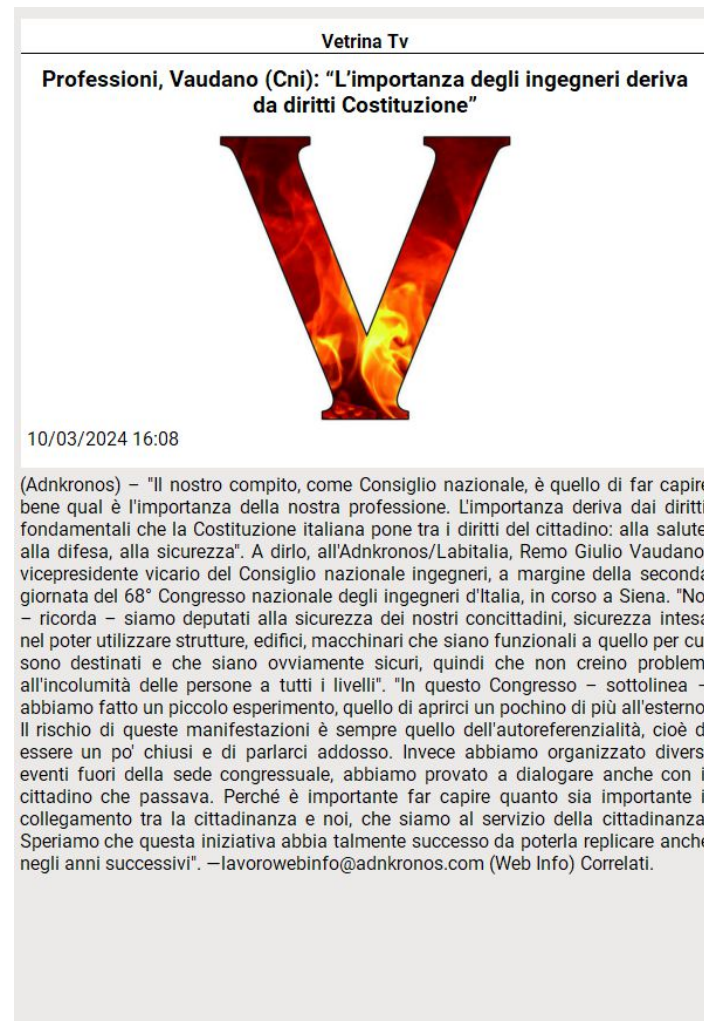 Vetrina Tv
Professioni, Vaudano (Cni): “L’importanza degli ingegneri deriva
da diritti Costituzione”
V
10/03/2024 16:08
(Adnkronos) – "Il nostro compito, come Consiglio nazionale, è quello di far capire
bene qual è l'importanza della nostra professione. L'importanza deriva dai diritti
fondamentali che la Costituzione italiana pone tra i diritti del cittadino: alla salute
alla difesa, alla sicurezza". A dirlo, all'Adnkronos/Labitalia, Remo Giulio Vaudano
vicepresidente vicario del Consiglio nazionale ingegneri, a margine della seconda
giornata del 68° Congresso nazionale degli ingegneri d'Italia, in corso a Siena. "No
– ricorda – siamo deputati alla sicurezza dei nostri concittadini, sicurezza intesa
nel poter utilizzare strutture, edifici, macchinari che siano funzionali a quello per cu
sono destinati e che siano ovviamente sicuri, quindi che non creino problem
all'incolumità delle persone a tutti i livelli". "In questo Congresso – sottolinea –
abbiamo fatto un piccolo esperimento, quello di aprirci un pochino di più all'esterno
Il rischio di queste manifestazioni è sempre quello dell'autoreferenzialità, cioè d
essere un po' chiusi e di parlarci addosso. Invece abbiamo organizzato divers
eventi fuori della sede congressuale, abbiamo provato a dialogare anche con i
cittadino che passava. Perché è importante far capire quanto sia importante i
collegamento tra la cittadinanza e noi, che siamo al servizio della cittadinanza
Speriamo che questa iniziativa abbia talmente successo da poterla replicare anche
negli anni successivi". —lavorowebinfo@adnkronos.com (Web Info) Correlati.